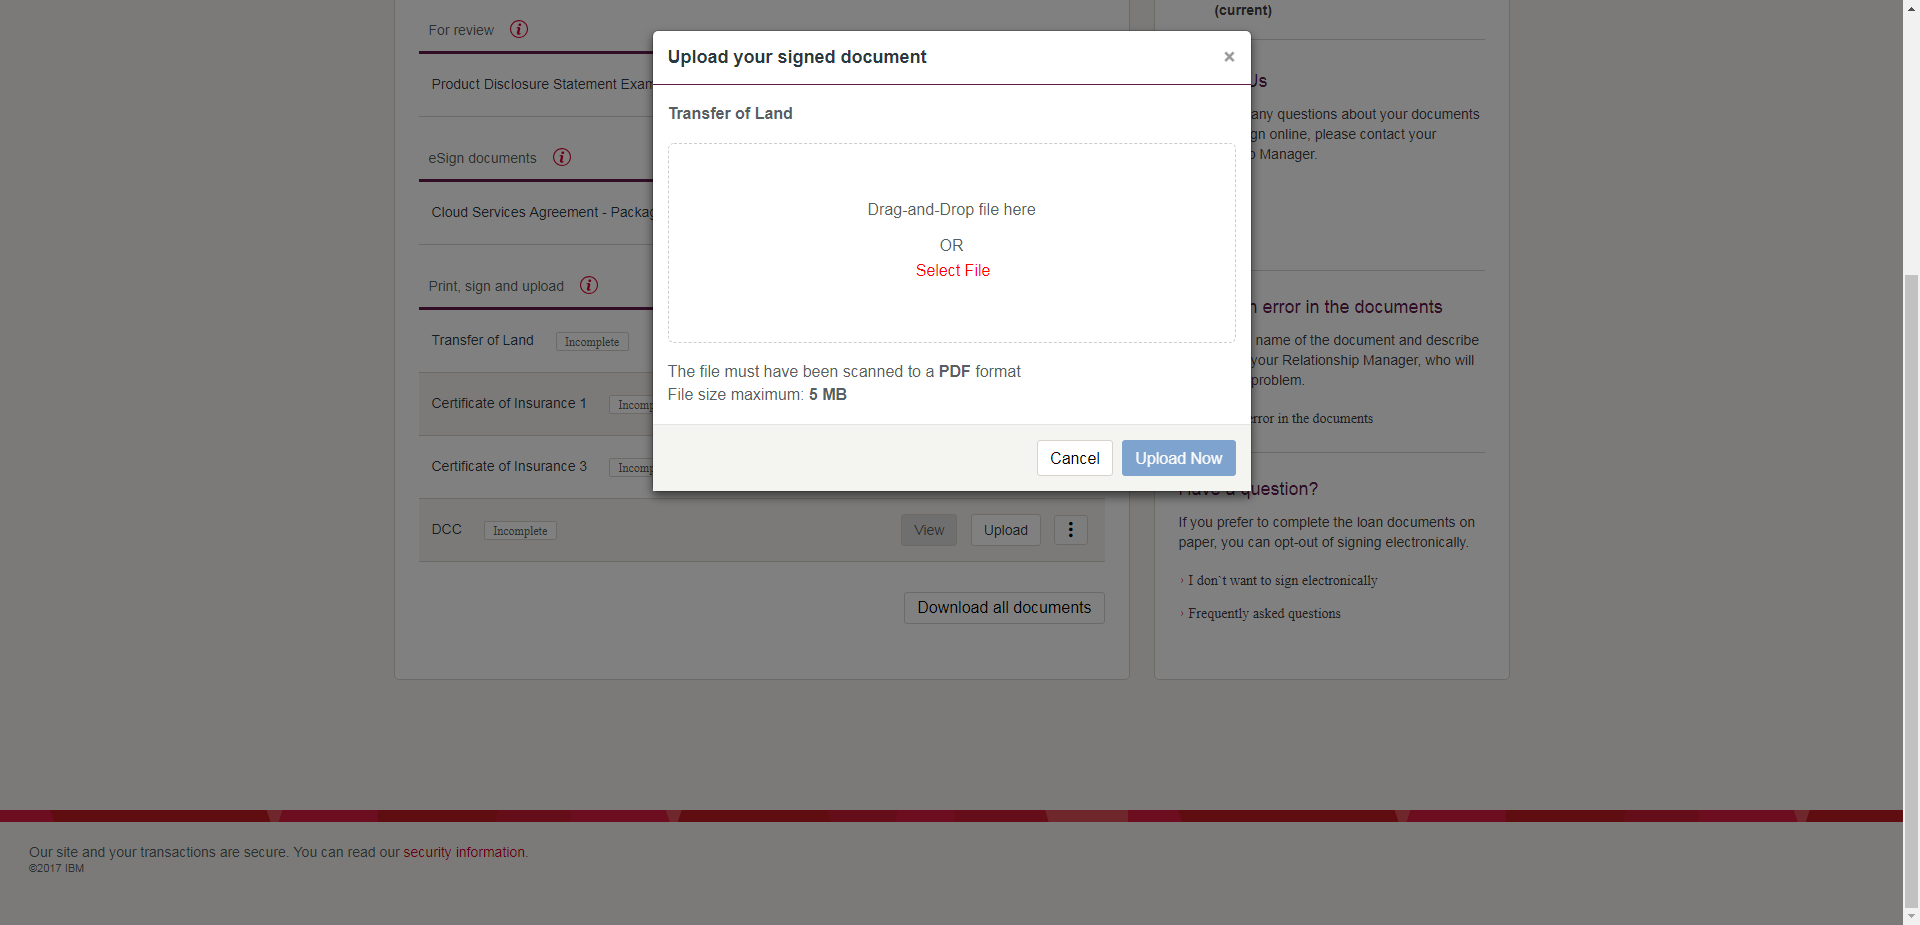 For review
Product Disclosure Statement Exam
eSign documents
Cloud Services Agreement - Packag
Print, sign and upload
Transfer of Land Incomplete
Certificate of Insurance 1 Incomp
Certificate of Insurance 3 Incomp
DCC Incomplete View Upload
Download all documents
Upload your signed document ×
Transfer of Land
Drag-and-Drop file here
OR
Select File
The file must have been scanned to a PDF format
File size maximum: 5 MB
Cancel Upload Now
(current)
Us
any questions about your documents
gn online, please contact your
Manager.
error in the documents
name of the document and describe
your Relationship Manager, who will
problem.
error in the documents
Have a question?
If you prefer to complete the loan documents on
paper, you can opt-out of signing electronically.
› I don`t want to sign electronically
› Frequently asked questions
Our site and your transactions are secure. You can read our security information.
©2017 IBM